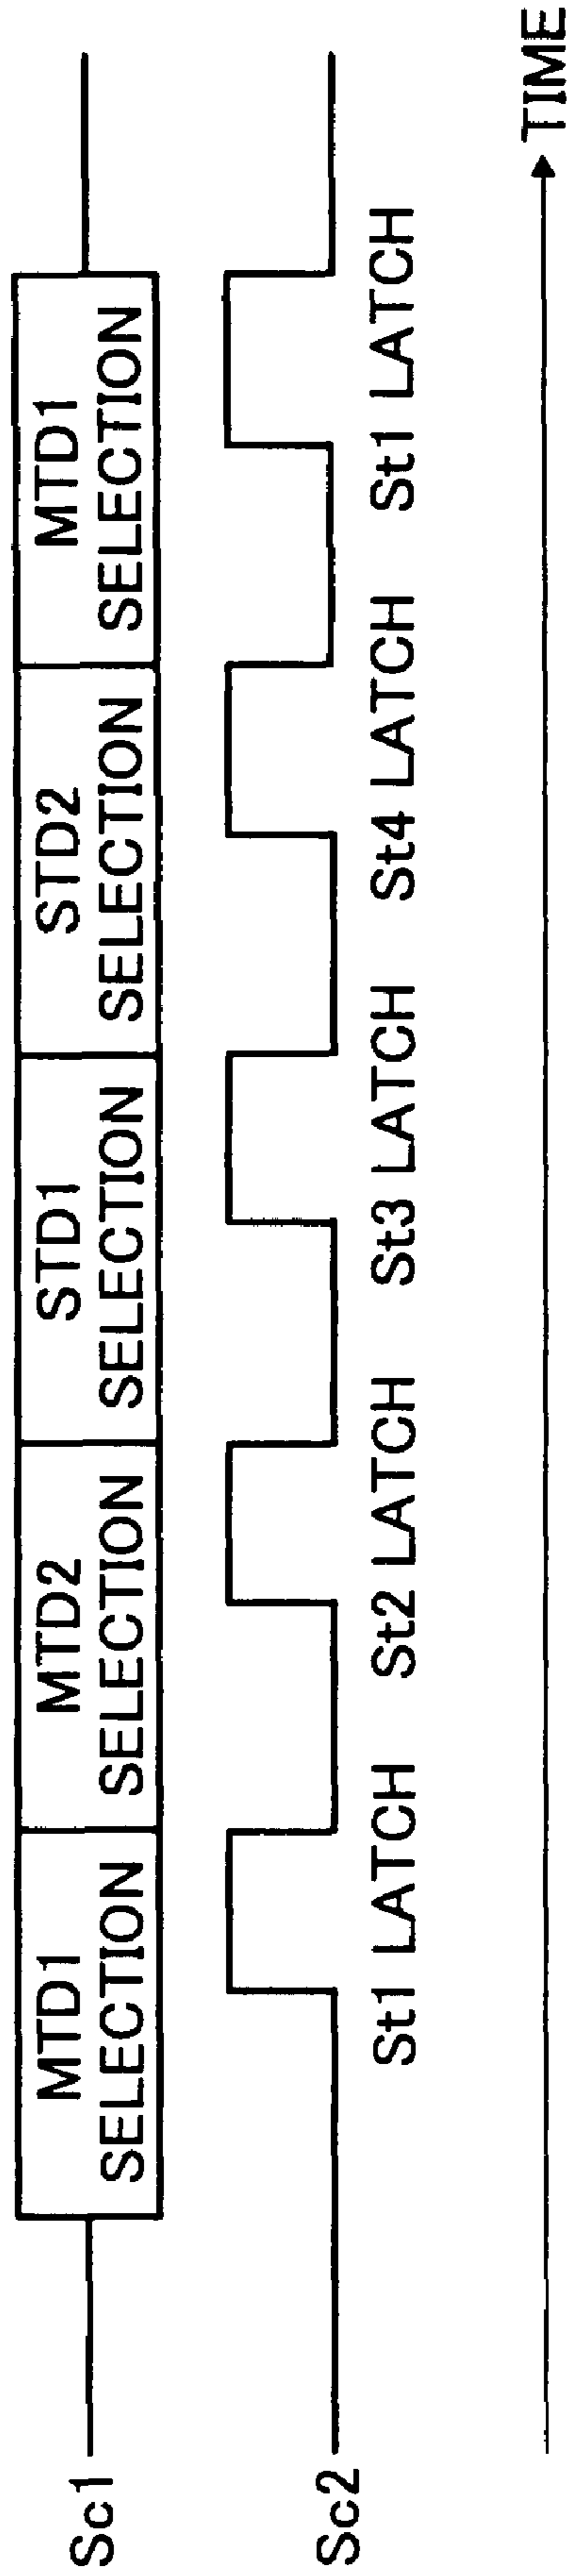 Sc1
MTD1
SELECTION
MTD2
SELECTION
STD1
SELECTION
STD2
SELECTION
MTD1
SELECTION
Sc2
St1 LATCH
St2 LATCH
St3 LATCH
St4 LATCH
St1 LATCH
TIME